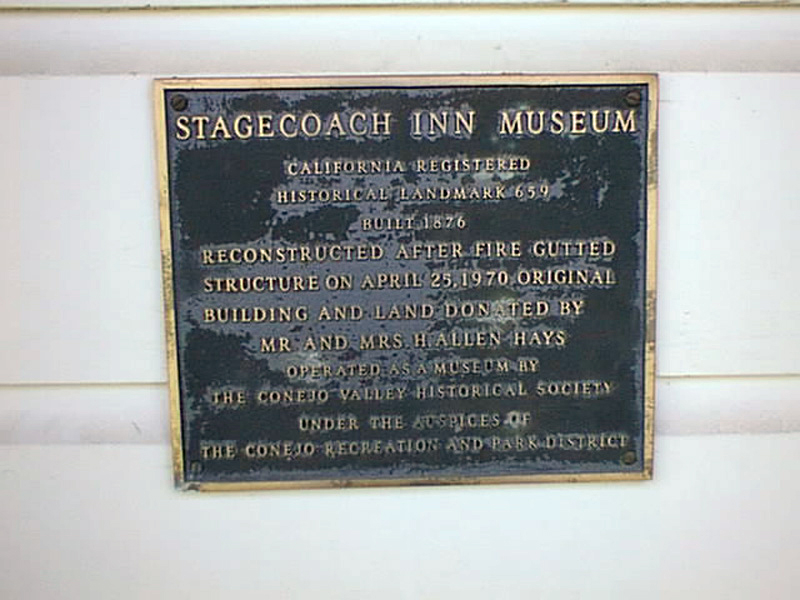 STAGECOACH INN MUSEUM
CALIFORNIA REGISTERED
HISTORICAL LANDMARK 659
BUILT 1876
RECONSTRUCTED AFTER FIRE GUTTED
STRUCTURE ON APRIL 25, 1970. ORIGINAL
BUILDING AND LAND DONATED BY
MR AND MRS. H. ALLEN HAYS
OPERATED AS A MUSEUM BY
THE CONEJO VALLEY HISTORICAL SOCIETY
UNDER THE AUSPICES OF
THE CONEJO RECREATION AND PARK DISTRICT